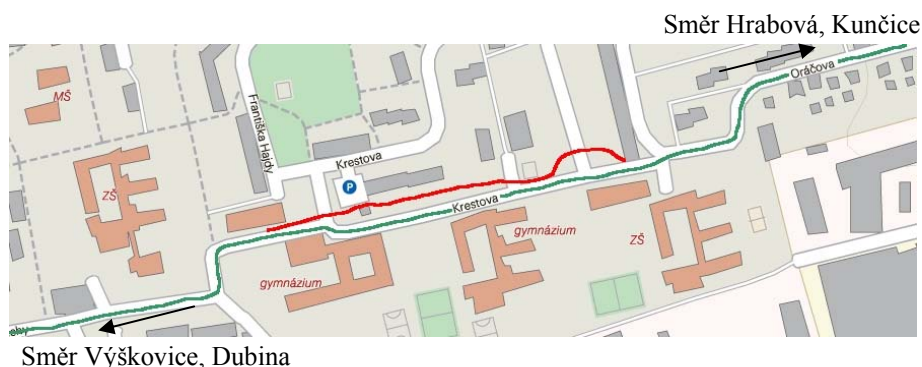 Směr Hrabová, Kunčice
MŠ
Františka Hajdy
Oráčova
Krestova
ZŠ
P
Krestova
gymnázium
ZŠ
gymnázium
Směr Výškovice, Dubina